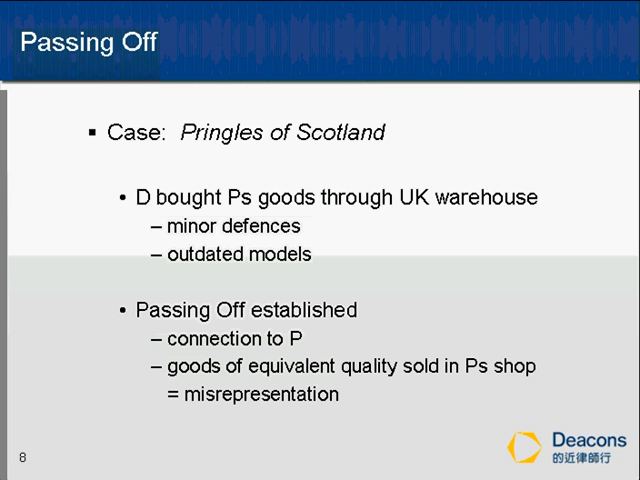 Passing Off
▪ Case: Pringles of Scotland
• D bought Ps goods through UK warehouse
– minor defences
– outdated models
• Passing Off established
– connection to P
– goods of equivalent quality sold in Ps shop
= misrepresentation
8
Deacons
的近律師行